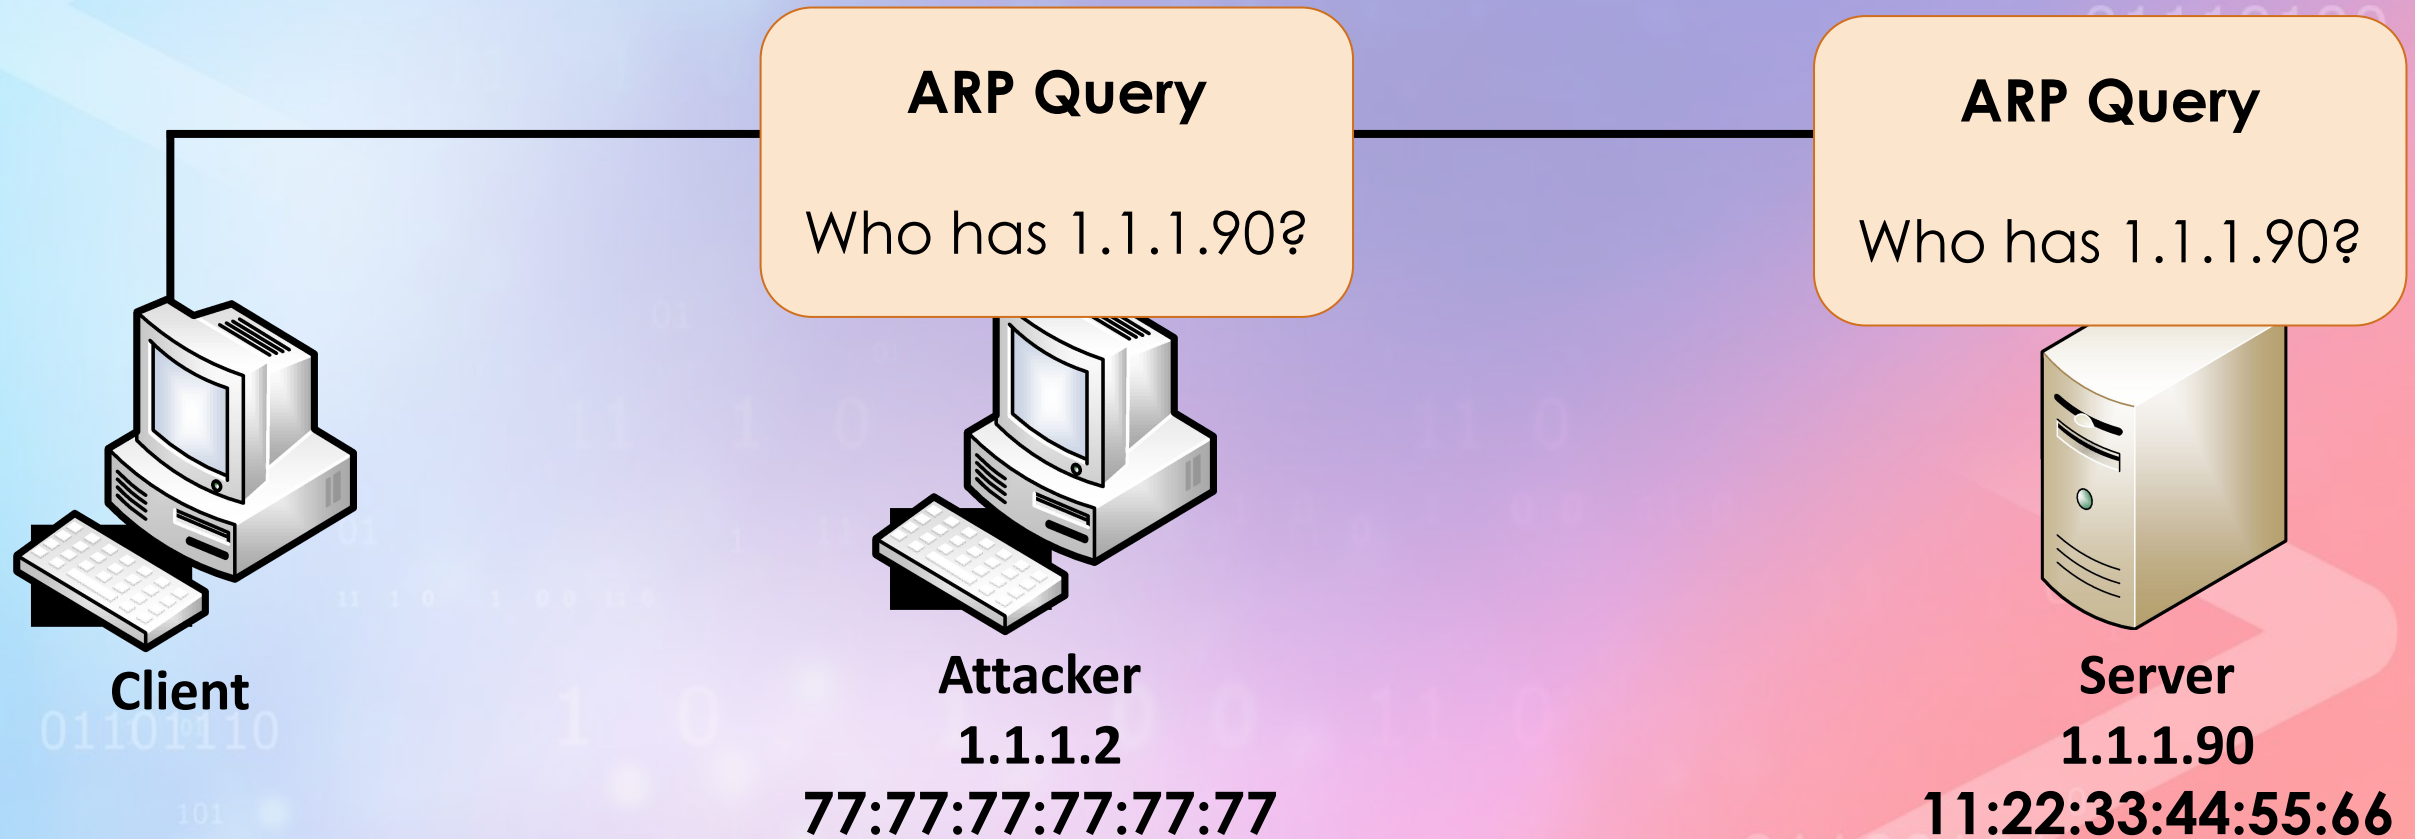 ARP Query
Who has 1.1.1.90?
ARP Query
Who has 1.1.1.90?
Client
Attacker
1.1.1.2
77:77:77:77:77:77
Server
1.1.1.90
11:22:33:44:55:66
01101110
101